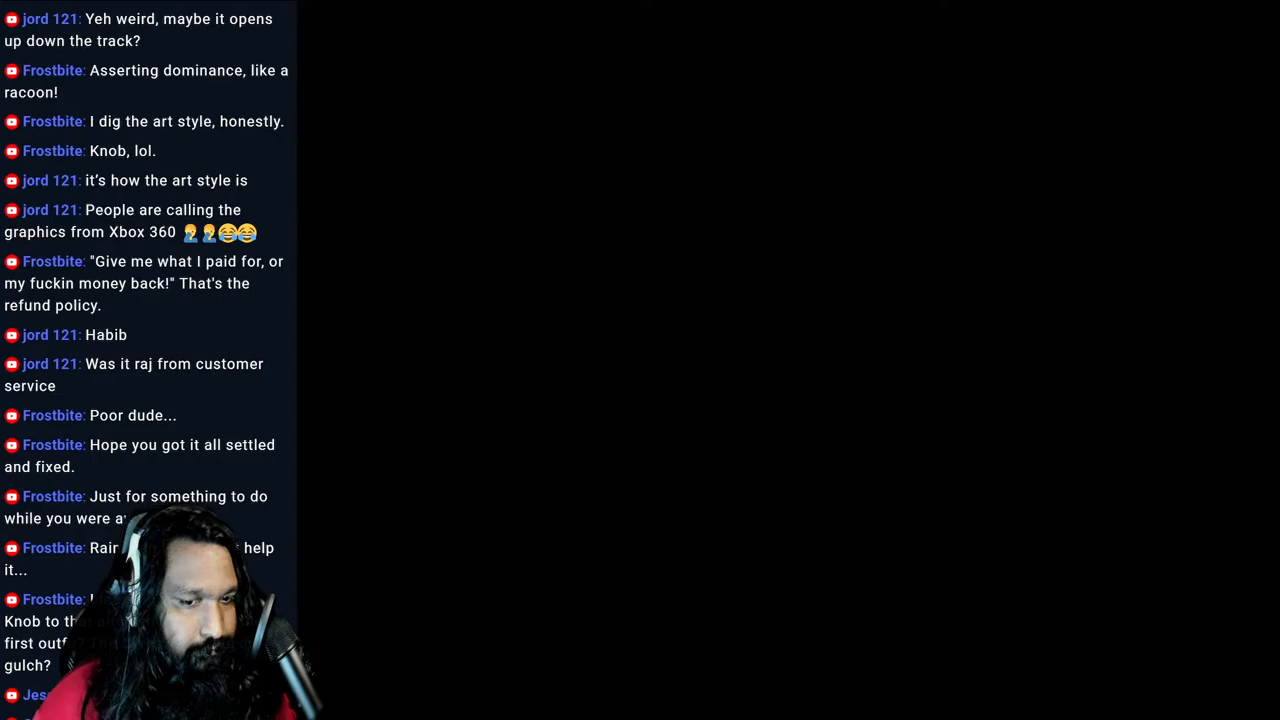 jord 121: Yeh weird, maybe it opens
up down the track?
Frostbite: Asserting dominance, like a
racoon!
Frostbite: I dig the art style, honestly.
Frostbite: Knob, lol.
jord 121: it's how the art style is
jord 121: People are calling the
graphics from Xbox 360 🤦🤦😂😂
Frostbite: "Give me what I paid for, or
my fuckin money back!" That's the
refund policy.
jord 121: Habib
jord 121: Was it raj from customer
service
Frostbite: Poor dude...
Frostbite: Hope you got it all settled
and fixed.
Frostbite: Just for something to do
while you were
Frostbite: help
it...
Frostbite:
Knob to
first
gulch?